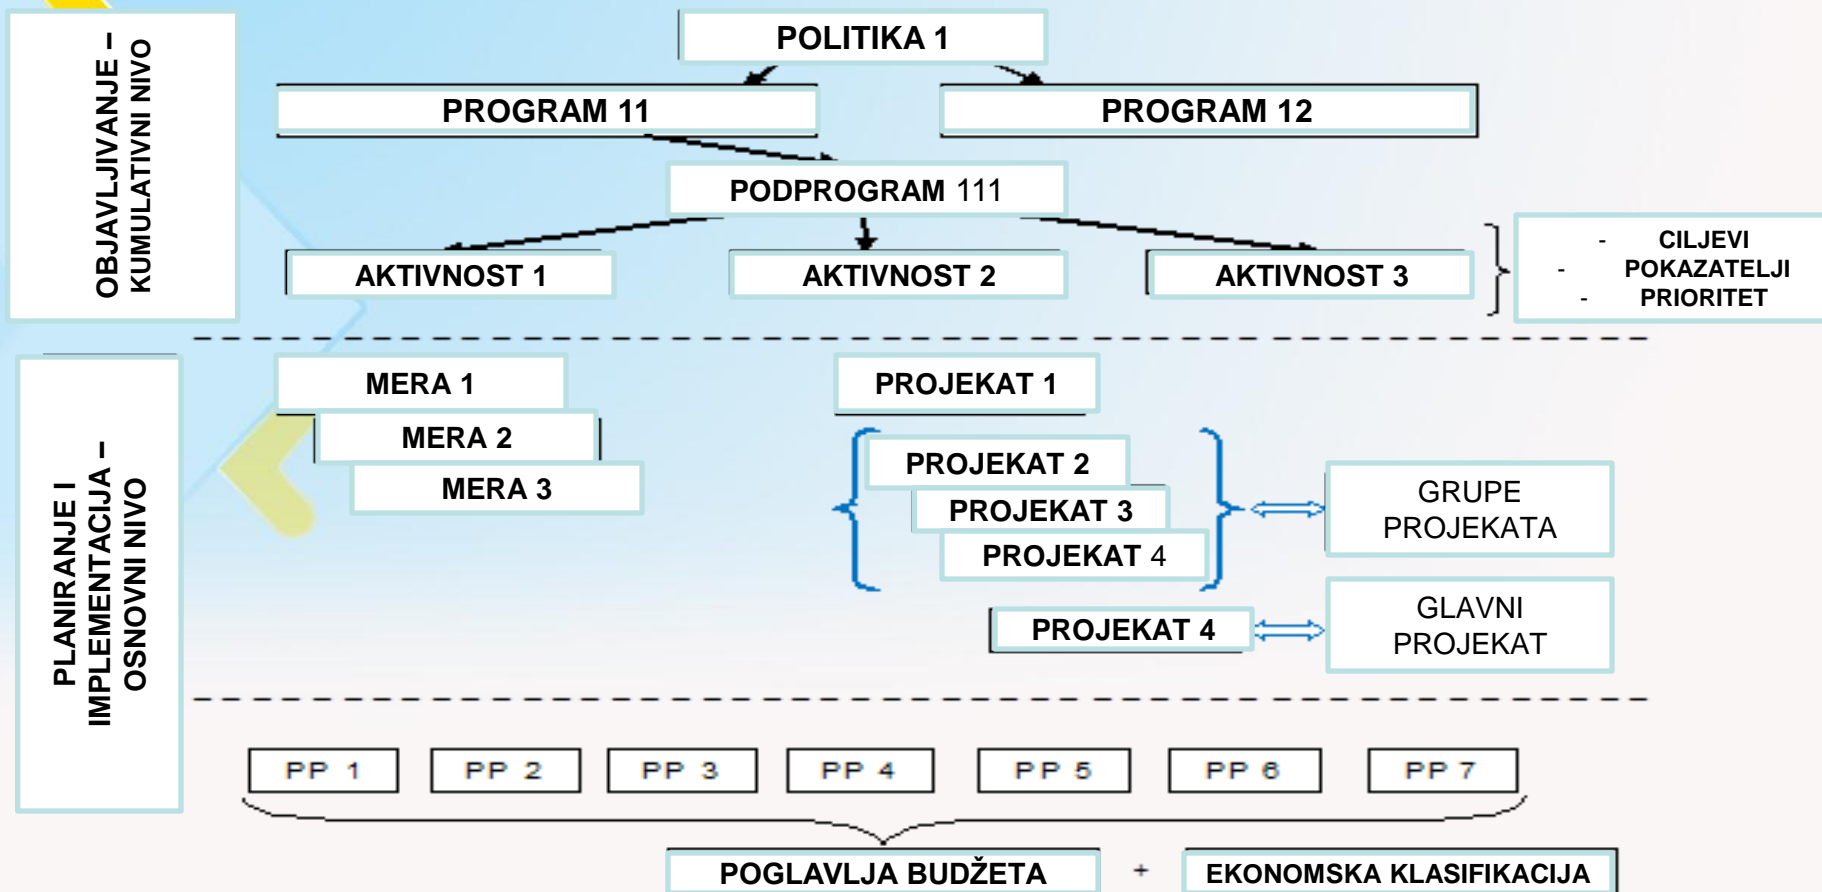 OBJAVLJIVANJE –
KUMULATIVNI NIVO
POLITIKA 1
PROGRAM 11
PROGRAM 12
PODPROGRAM 111
AKTIVNOST 1
AKTIVNOST 2
AKTIVNOST 3
- CILJEVI
- POKAZATELJI
- PRIORITET
PLANIRANJE I
IMPLEMENTACIJA –
OSNOVNI NIVO
MERA 1
MERA 2
MERA 3
PROJEKAT 1
PROJEKAT 2
PROJEKAT 3
PROJEKAT 4
GRUPE
PROJEKATA
PROJEKAT 4
GLAVNI
PROJEKAT
PP 1
PP 2
PP 3
PP 4
PP 5
PP 6
PP 7
POGLAVLJA BUDŽETA + EKONOMSKA KLASIFIKACIJA